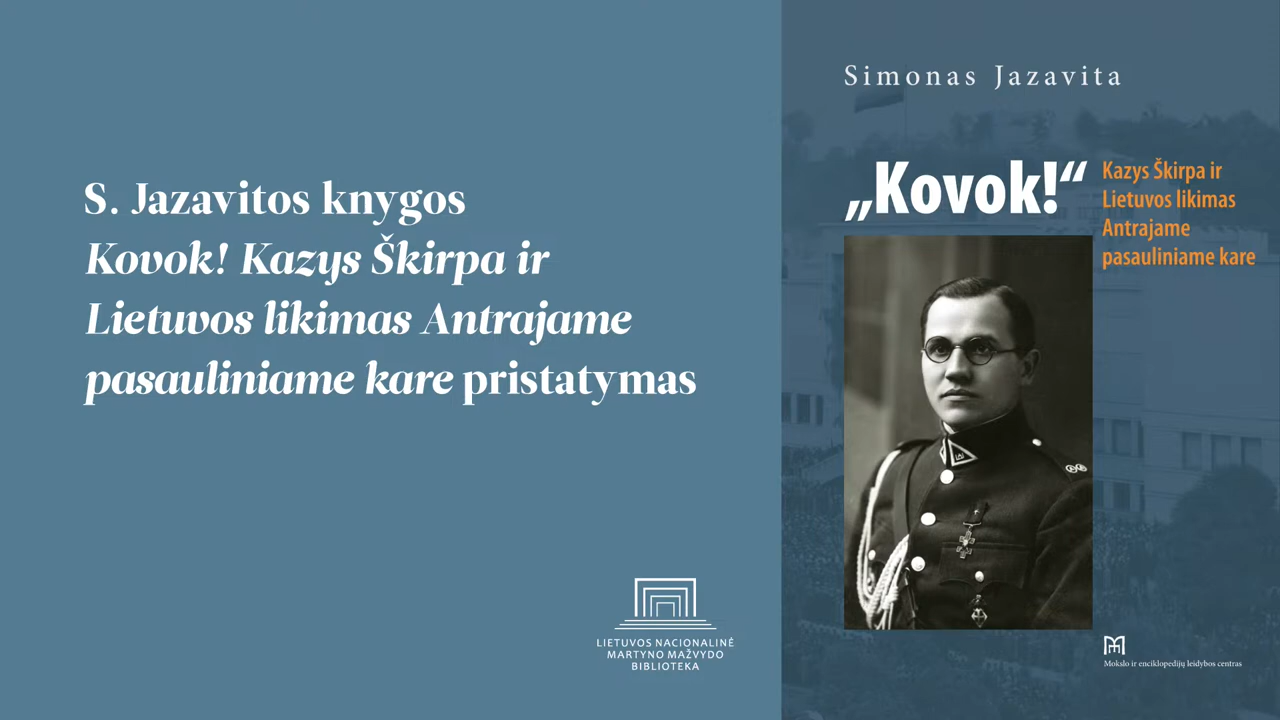 S. Jazavitos knygos
Kovok! Kazys Škirpa ir
Lietuvos likimas Antrajame
pasauliniame kare pristatymas
LIETUVOS NACIONALINĖ
MARTYNO MAŽVYDO
BIBLIOTEKA
Simonas Jazavita
„Kovok!“
Kazys Škirpa ir
Lietuvos likimas
Antrajame
pasauliniame kare
Mokslo ir enciklopedijų leidybos centras